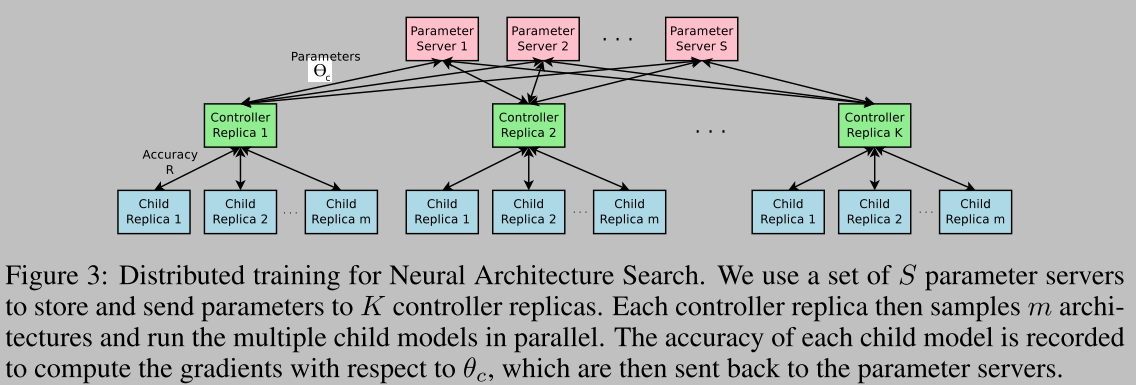 Parameter Server 1
Parameter Server 2
. . .
Parameter Server S
Parameters
Θc
Controller Replica 1
Controller Replica 2
. . .
Controller Replica K
Accuracy
R
Child Replica 1
Child Replica 2
. . .
Child Replica m
Child Replica 1
Child Replica 2
. . .
Child Replica m
Child Replica 1
Child Replica 2
. . .
Child Replica m
Figure 3: Distributed training for Neural Architecture Search. We use a set of S parameter servers
to store and send parameters to K controller replicas. Each controller replica then samples m archi-
tectures and run the multiple child models in parallel. The accuracy of each child model is recorded
to compute the gradients with respect to θc, which are then sent back to the parameter servers.